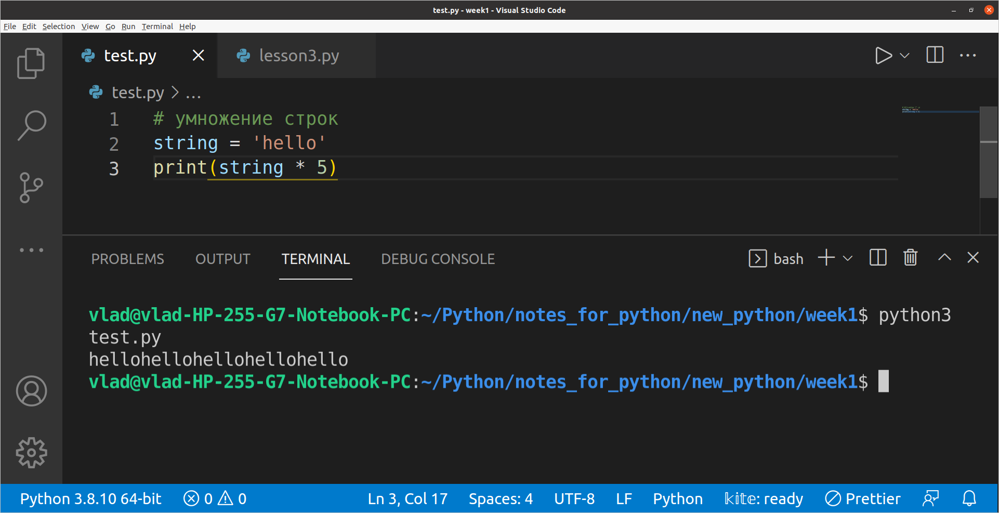 test.py - week1 - Visual Studio Code
File Edit Selection View Go Run Terminal Help
test.py lesson3.py
test.py > ...
1 # умножение строк
2 string = 'hello'
3 print(string * 5)
PROBLEMS OUTPUT TERMINAL DEBUG CONSOLE bash
vlad@vlad-HP-255-G7-Notebook-PC:~/Python/notes_for_python/new_python/week1$ python3
test.py
hellohellohellohellohello
vlad@vlad-HP-255-G7-Notebook-PC:~/Python/notes_for_python/new_python/week1$
Python 3.8.10 64-bit 0 0 Ln 3, Col 17 Spaces: 4 UTF-8 LF Python kite: ready Prettier